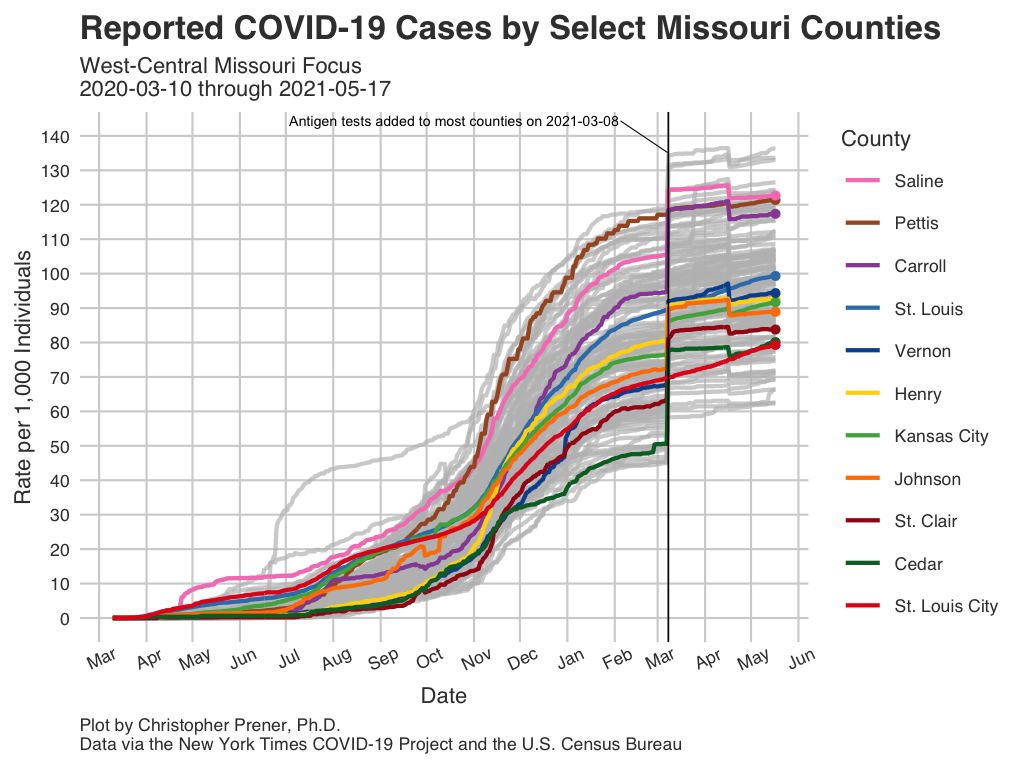 Reported COVID-19 Cases by Select Missouri Counties
West-Central Missouri Focus
2020-03-10 through 2021-05-17
Antigen tests added to most counties on 2021-03-08
Rate per 1,000 Individuals
140
130
120
110
100
90
80
70
60
50
40
30
20
10
0
Mar Apr May Jun Jul Aug Sep Oct Nov Dec Jan Feb Mar Apr May Jun
Date
County
Saline
Pettis
Carroll
St. Louis
Vernon
Henry
Kansas City
Johnson
St. Clair
Cedar
St. Louis City
Plot by Christopher Prener, Ph.D.
Data via the New York Times COVID-19 Project and the U.S. Census Bureau